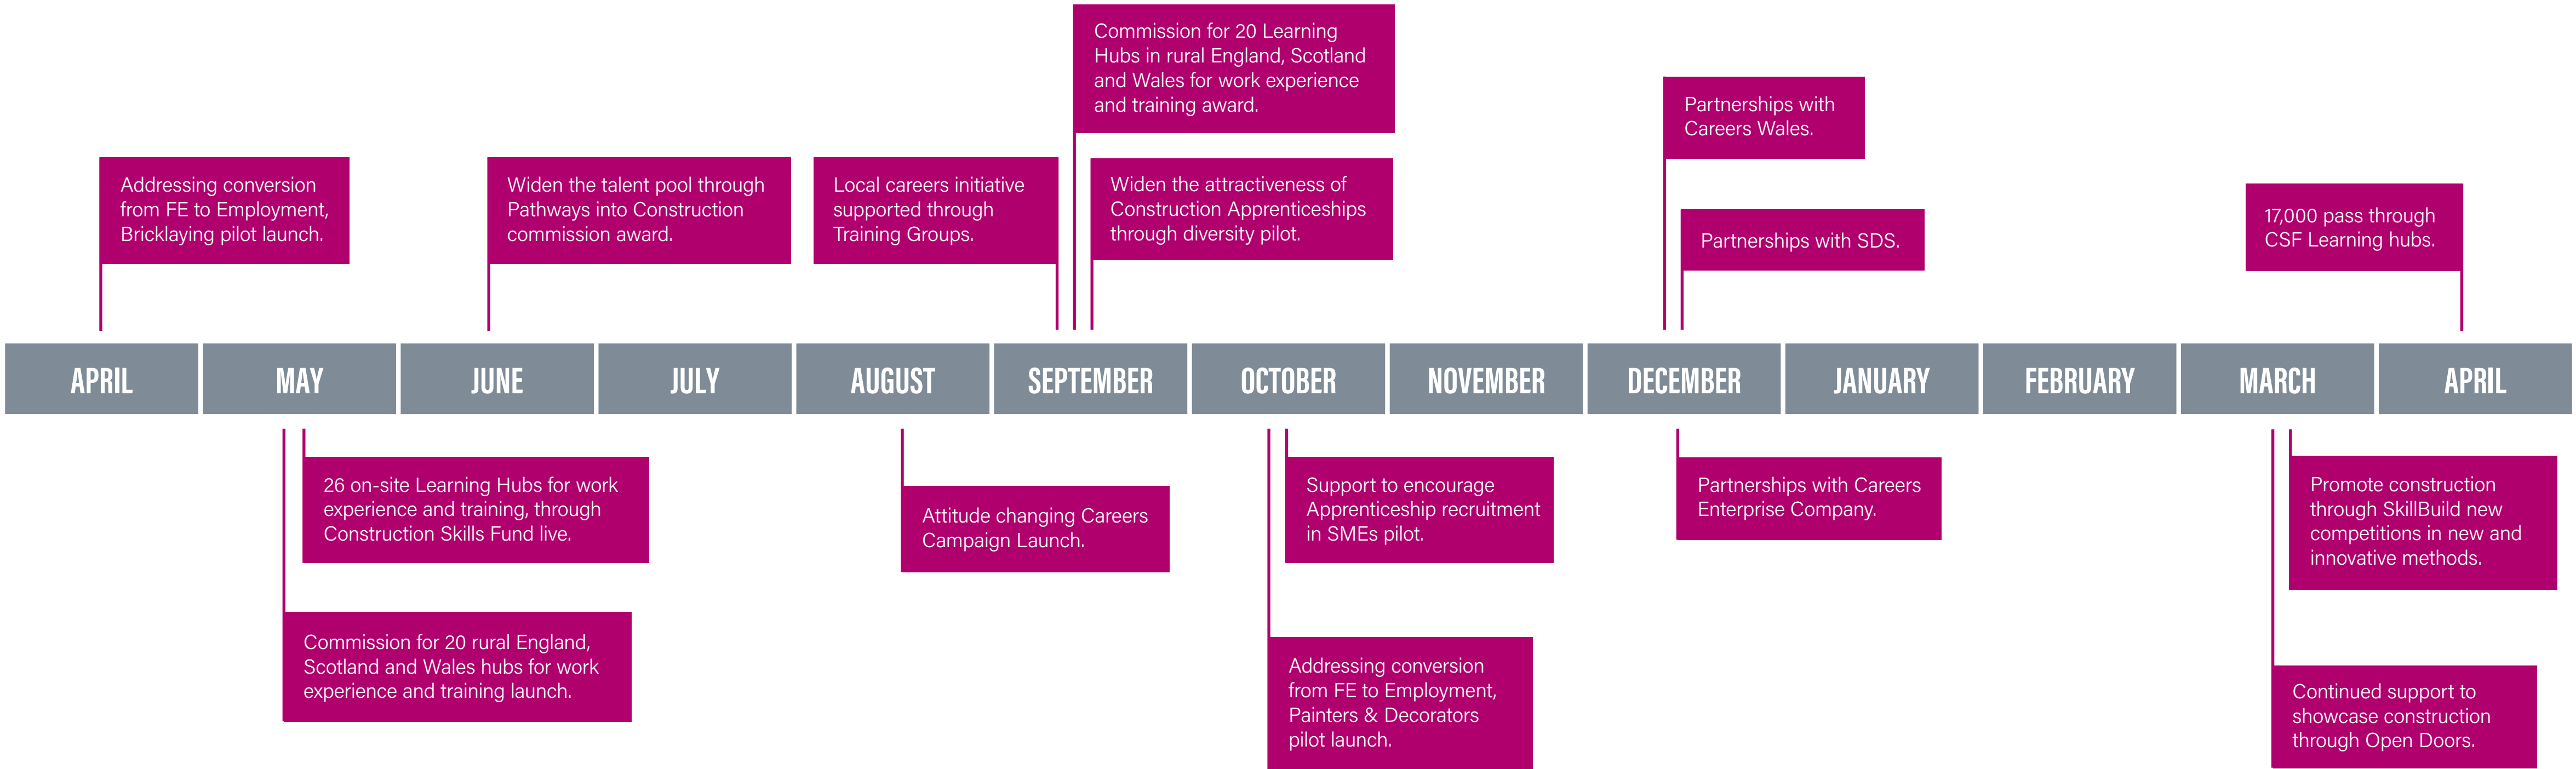 Commission for 20 Learning
Hubs in rural England, Scotland
and Wales for work experience
and training award.
Partnerships with
Careers Wales.
Addressing conversion
from FE to Employment,
Bricklaying pilot launch.
Widen the talent pool through
Pathways into Construction
commission award.
Local careers initiative
supported through
Training Groups.
Widen the attractiveness of
Construction Apprenticeships
through diversity pilot.
Partnerships with SDS.
17,000 pass through
CSF Learning hubs.
APRIL
MAY
JUNE
JULY
AUGUST
SEPTEMBER
OCTOBER
NOVEMBER
DECEMBER
JANUARY
FEBRUARY
MARCH
APRIL
26 on-site Learning Hubs for work
experience and training, through
Construction Skills Fund live.
Attitude changing Careers
Campaign Launch.
Support to encourage
Apprenticeship recruitment
in SMEs pilot.
Partnerships with Careers
Enterprise Company.
Promote construction
through SkillBuild new
competitions in new and
innovative methods.
Commission for 20 rural England,
Scotland and Wales hubs for work
experience and training launch.
Addressing conversion
from FE to Employment,
Painters & Decorators
pilot launch.
Continued support to
showcase construction
through Open Doors.